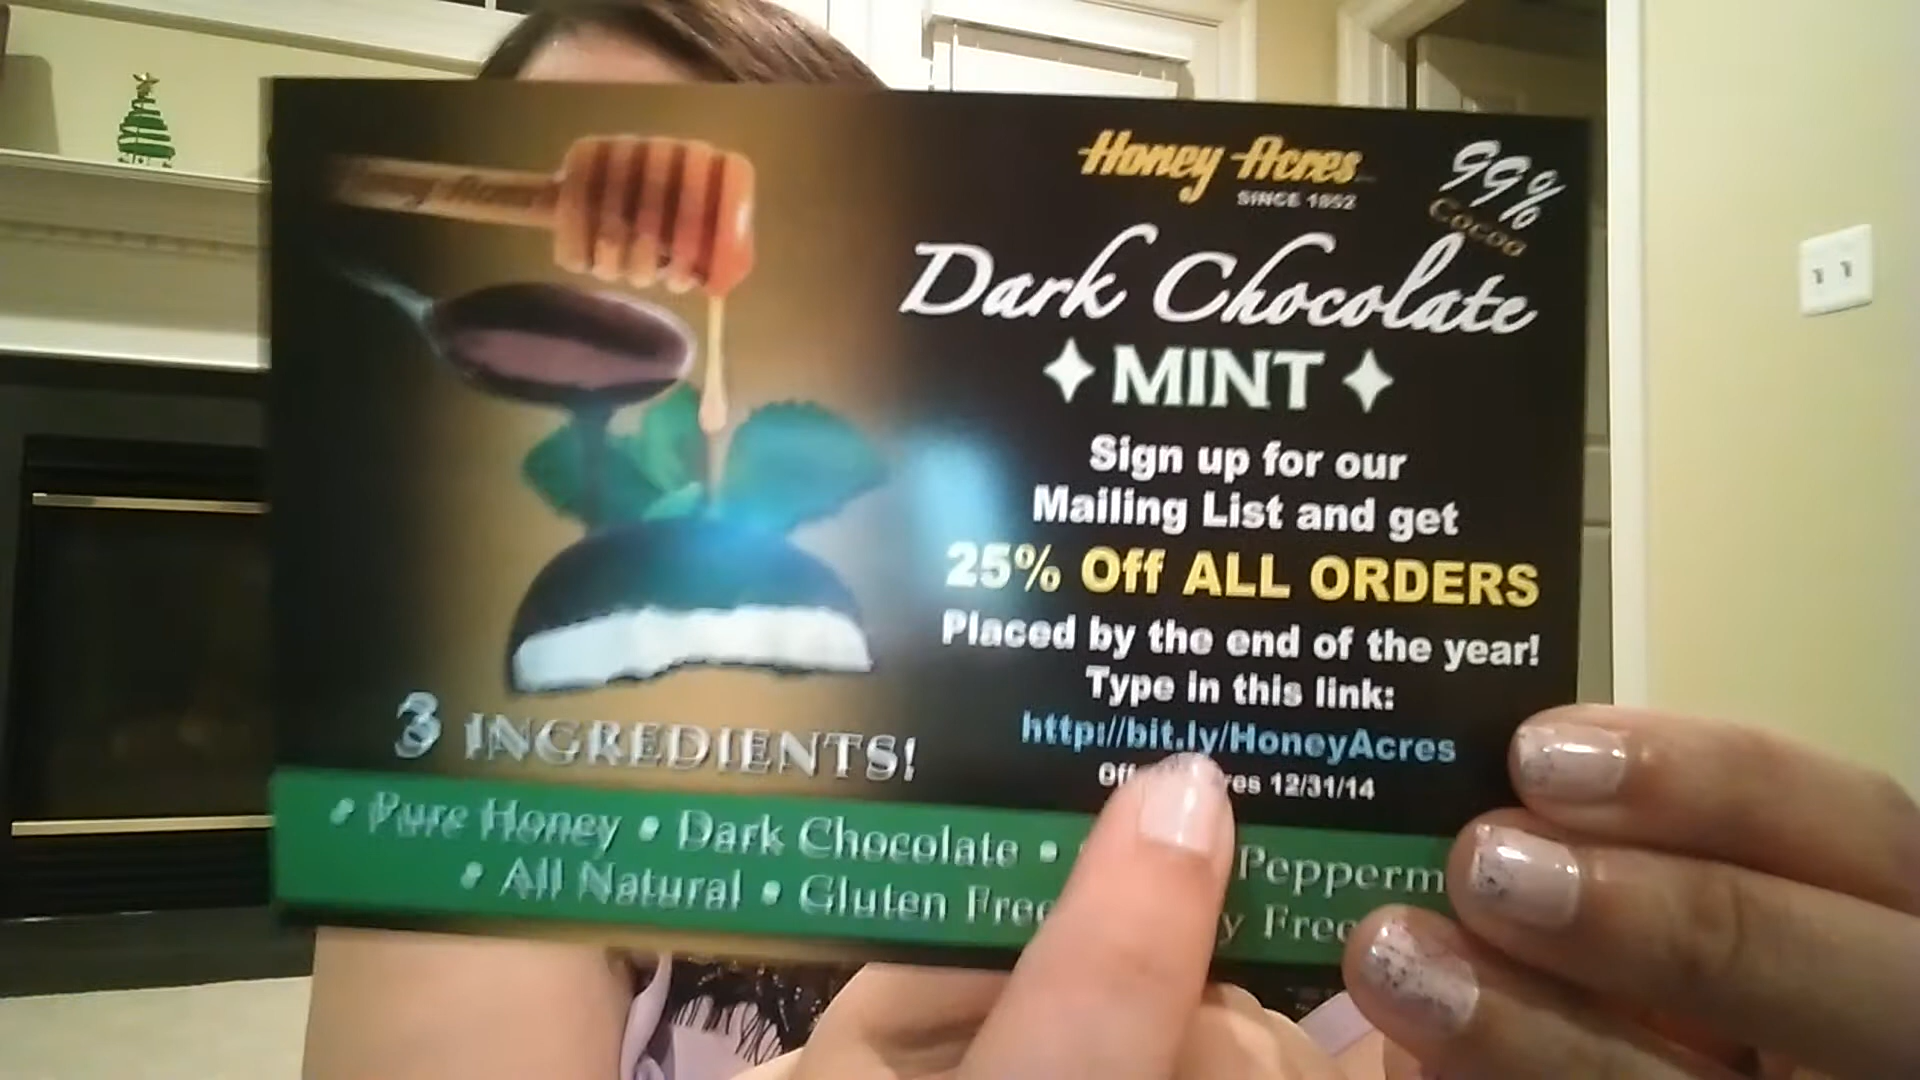 Honey Acres
Honey Acres
SINCE 1852
99%
Cocoa
Dark Chocolate
MINT
Sign up for our
Mailing List and get
25% Off ALL ORDERS
Placed by the end of the year!
Type in this link:
http://bit.ly/HoneyAcres
12/31/14
3 INGREDIENTS!
• Pure Honey • Dark Chocolate •
• All Natural • Gluten Free